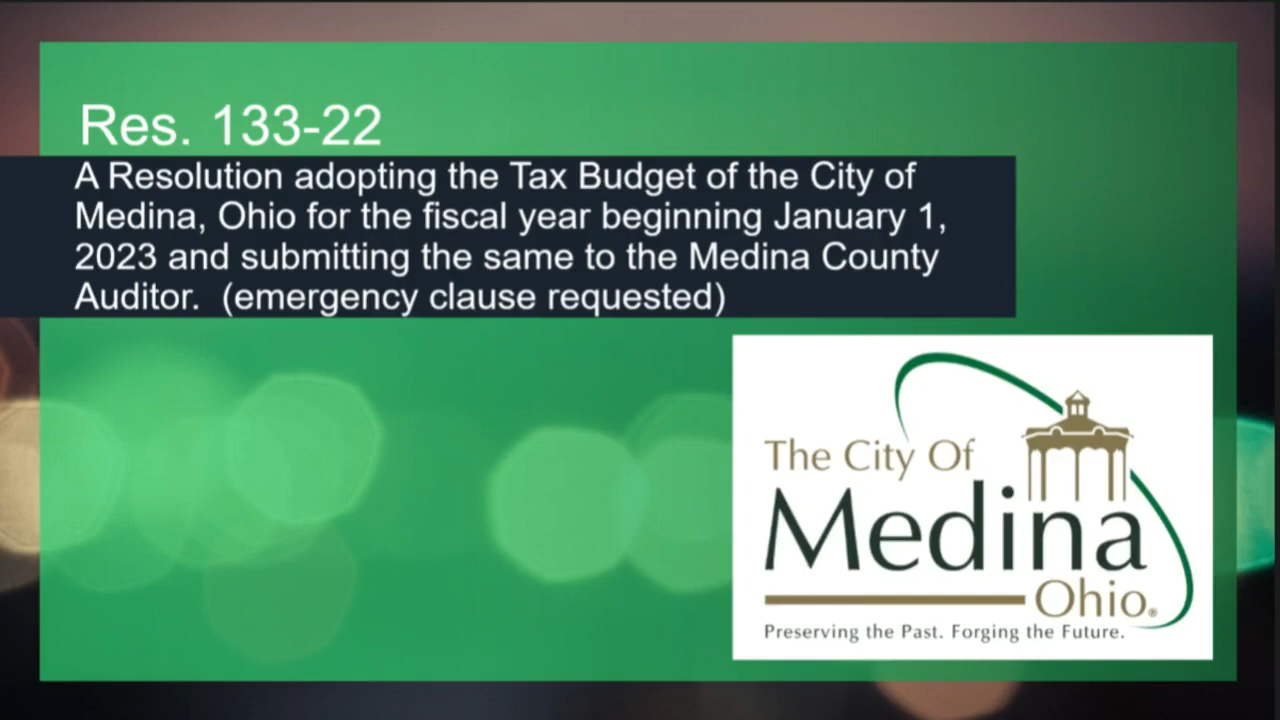 Res. 133-22
A Resolution adopting the Tax Budget of the City of
Medina, Ohio for the fiscal year beginning January 1,
2023 and submitting the same to the Medina County
Auditor.  (emergency clause requested)
The City Of
Medina
Ohio®
Preserving the Past. Forging the Future.